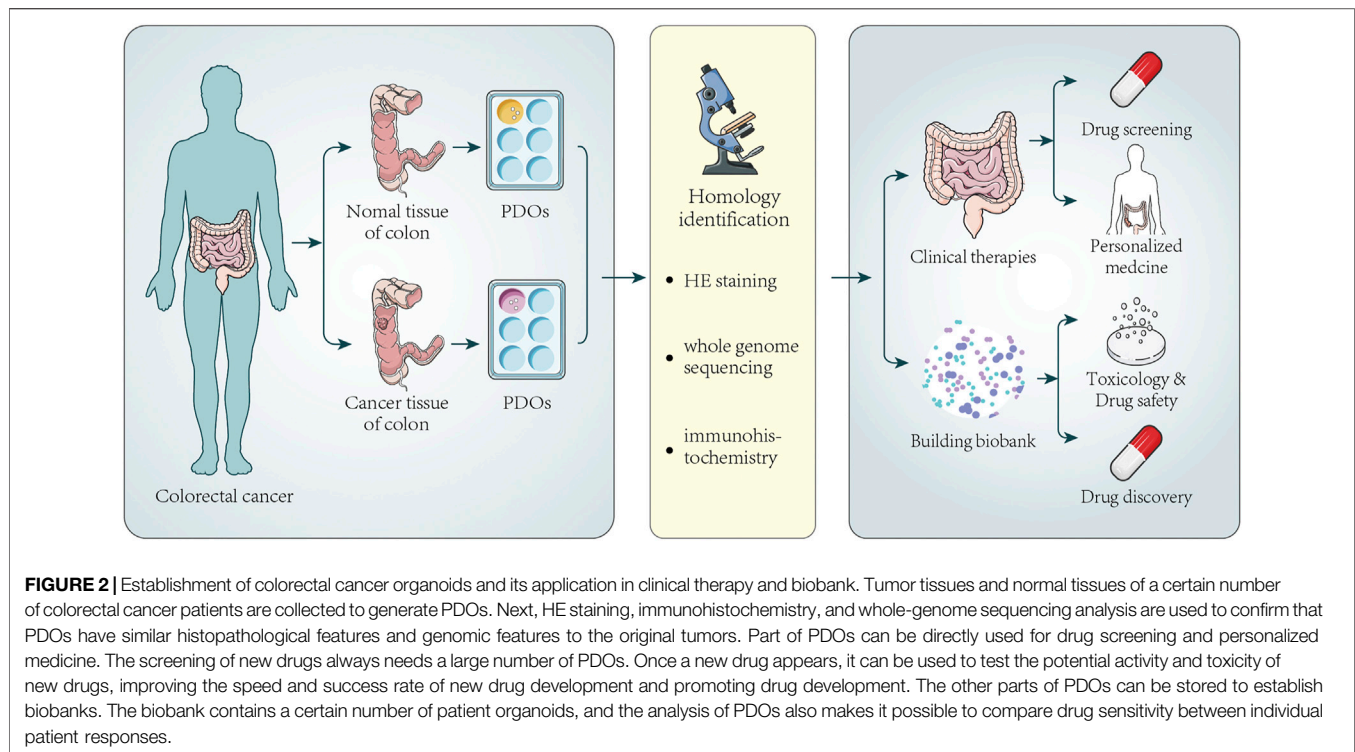 Nomal tissue
of colon
PDOs
Cancer tissue
of colon
PDOs
Colorectal cancer
Homology
identification
• HE staining
• whole genome
sequencing
• immunohis-
tochemistry
Clinical therapies
Drug screening
Personalized
medcine
Building biobank
Toxicology &
Drug safety
Drug discovery
FIGURE 2 | Establishment of colorectal cancer organoids and its application in clinical therapy and biobank. Tumor tissues and normal tissues of a certain number
of colorectal cancer patients are collected to generate PDOs. Next, HE staining, immunohistochemistry, and whole-genome sequencing analysis are used to confirm that
PDOs have similar histopathological features and genomic features to the original tumors. Part of PDOs can be directly used for drug screening and personalized
medicine. The screening of new drugs always needs a large number of PDOs. Once a new drug appears, it can be used to test the potential activity and toxicity of
new drugs, improving the speed and success rate of new drug development and promoting drug development. The other parts of PDOs can be stored to establish
biobanks. The biobank contains a certain number of patient organoids, and the analysis of PDOs also makes it possible to compare drug sensitivity between individual
patient responses.